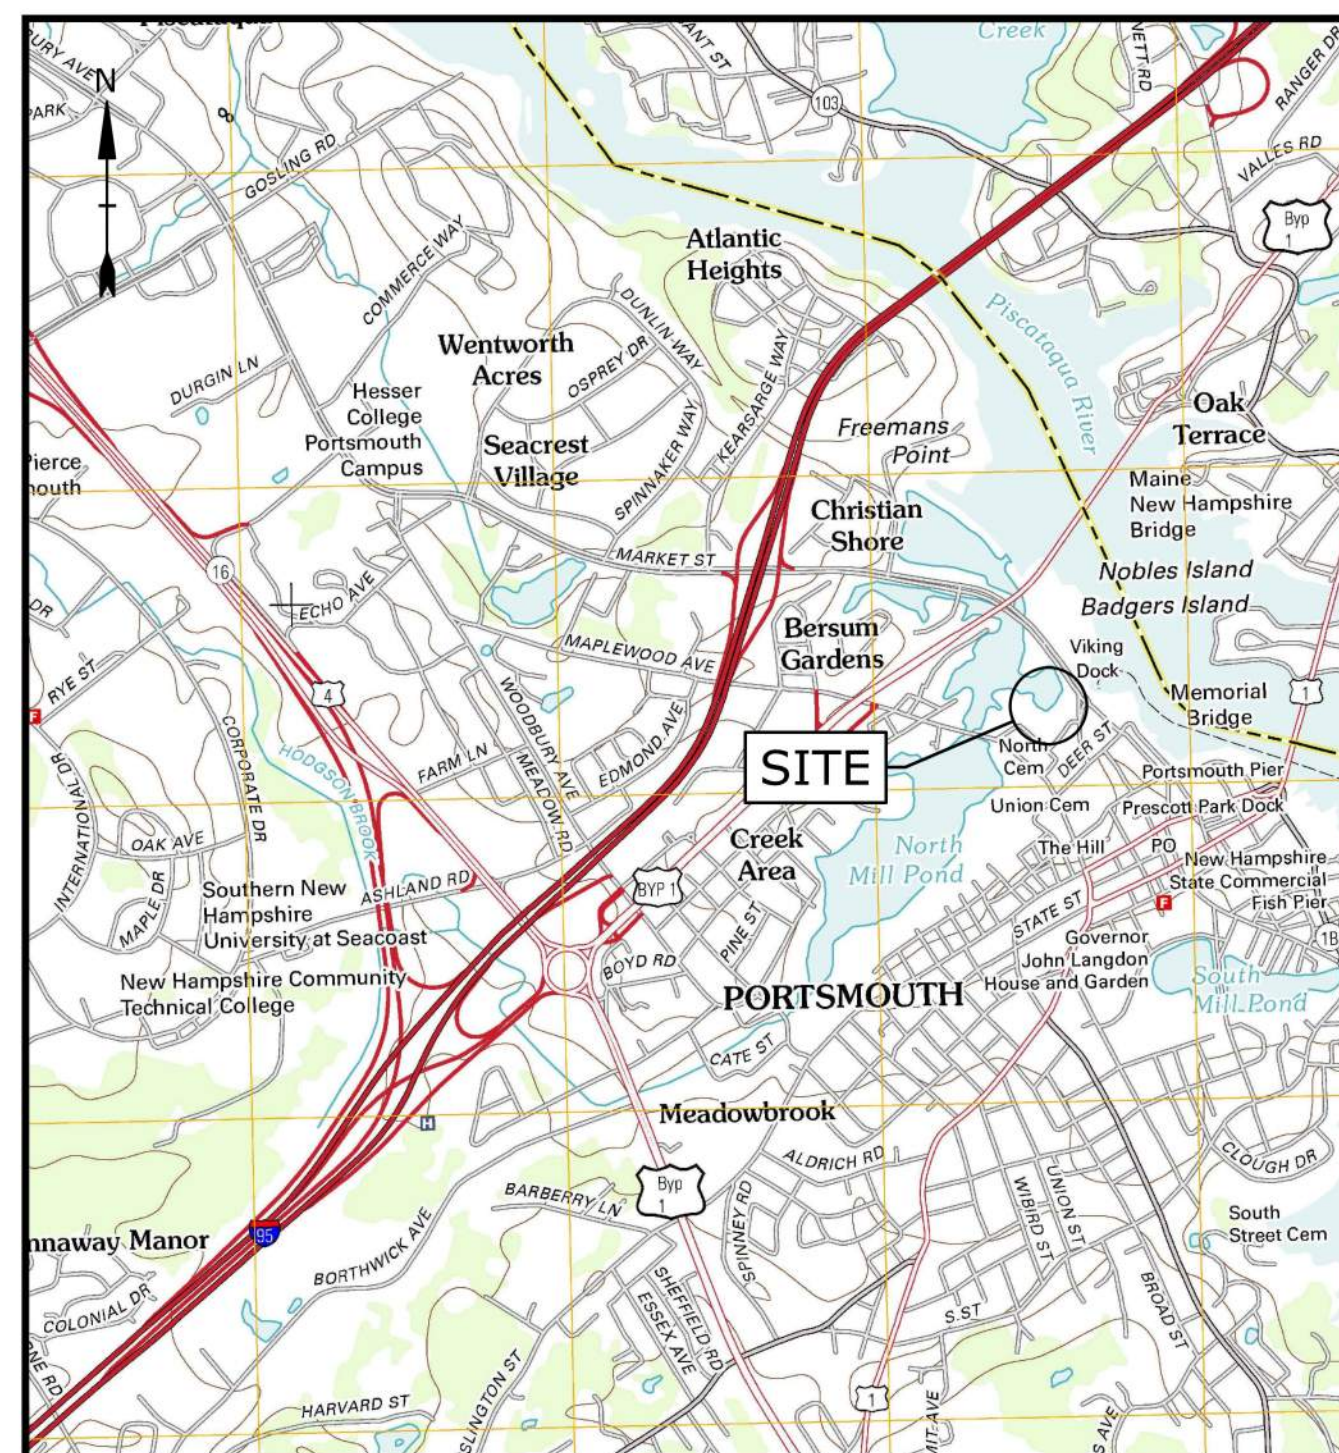 Creek
BURY AVE
N
PARK
103
RANGER DR
GOSLING RD
VALLES RD
Byp
1
COMMERCE WAY
Atlantic
Heights
Piscataqua River
DUNLIN WAY
Wentworth
Acres
OSPREY DR
DURGIN LN
KEARSARGE WAY
Hesser
College
Portsmouth
Campus
Oak
Terrace
Freemans
Point
Seacrest
Village
SPINNAKER WAY
Maine
New Hampshire
Bridge
Christian
Shore
MARKET ST
16
Nobles Island
Badgers Island
DR
ECHO AVE
Bersum
Gardens
MAPLEWOOD AVE
Viking
Dock
RYE ST
F
4
1
Memorial
Bridge
WOODBURY AVE
CORPORATE DR
EDMOND AVE
HODGSON BROOK
FARM LN
MEADOW RD
SITE
North
Cem
DEER ST
Portsmouth Pier
INTERNATIONAL DR
Union Cem
Prescott Park Dock
OAK AVE
Creek
Area
North
Mill Pond
The Hill
PO
New Hampshire
State Commercial
Fish Pier
MAPLE DR
Southern New
Hampshire
University at Seacoast
ASHLAND RD
BYP 1
F
STATE ST
PINE ST
1B
Governor
John Langdon
House and Garden
New Hampshire Community
Technical College
BOYD RD
PORTSMOUTH
South
Mill Pond
CATE ST
Meadowbrook
H
ALDRICH RD
CLOUGH DR
Byp
1
BARBERRY LN
SPINNEY RD
WIBIRD ST
UNION ST
South
Street Cem
95
BORTHWICK AVE
COLONIAL DR
SHEFFIELD RD
ESSEX AVE
BROAD ST
S ST
HARVARD ST
1